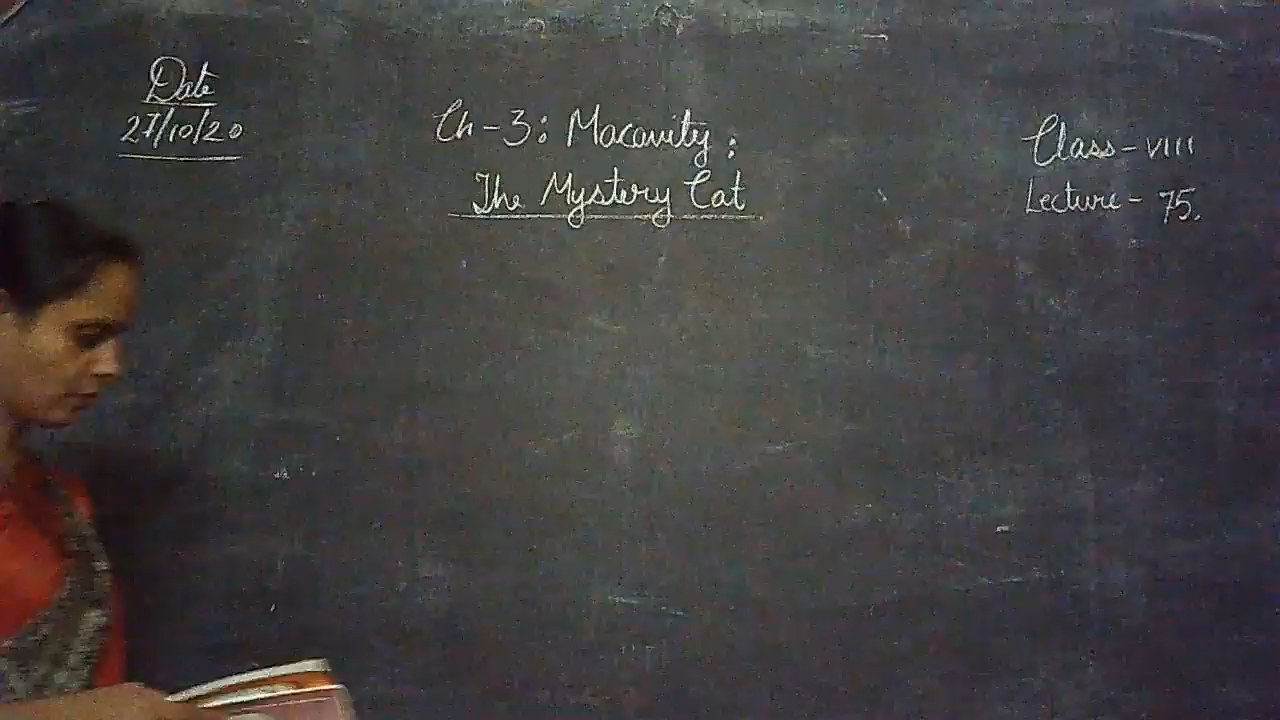 Date
27/10/20
Ch-3: Macavity:
The Mystery Cat
Class-VIII
Lecture-75.